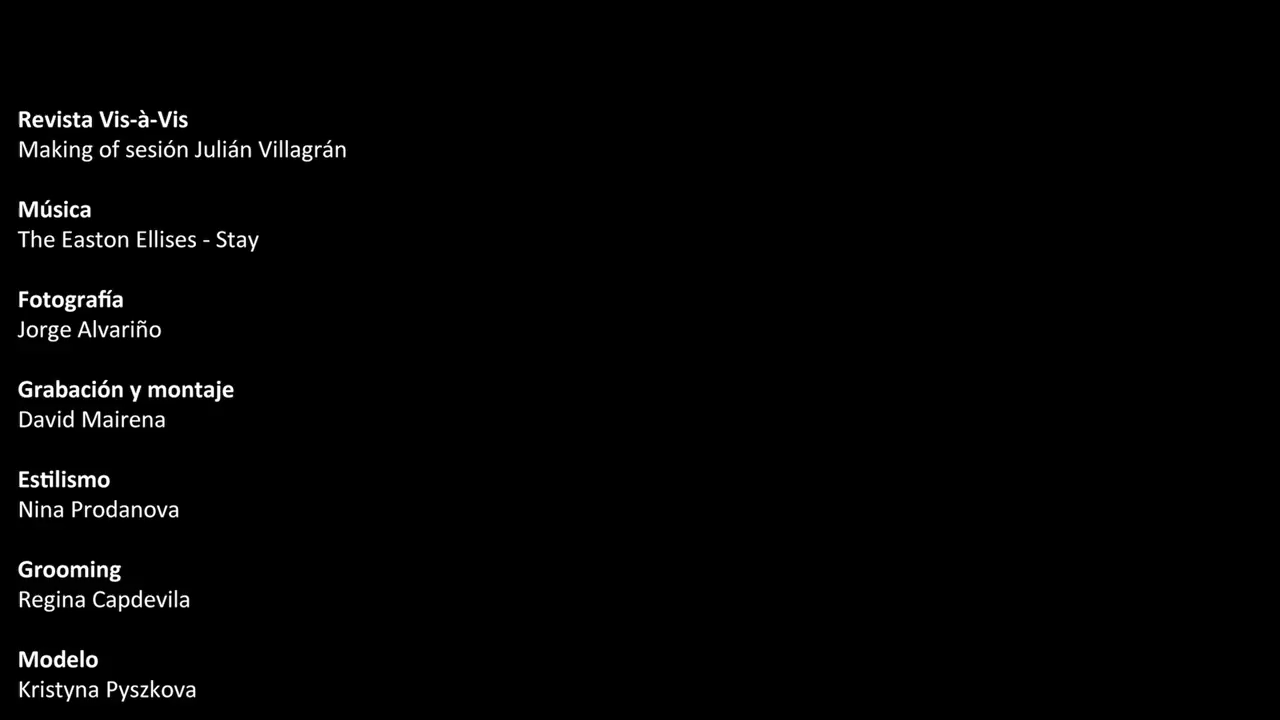 Revista Vis-à-Vis
Making of sesión Julián Villagrán
Música
The Easton Ellises - Stay
Fotografía
Jorge Alvariño
Grabación y montaje
David Mairena
Estilismo
Nina Prodanova
Grooming
Regina Capdevila
Modelo
Kristyna Pyszkova